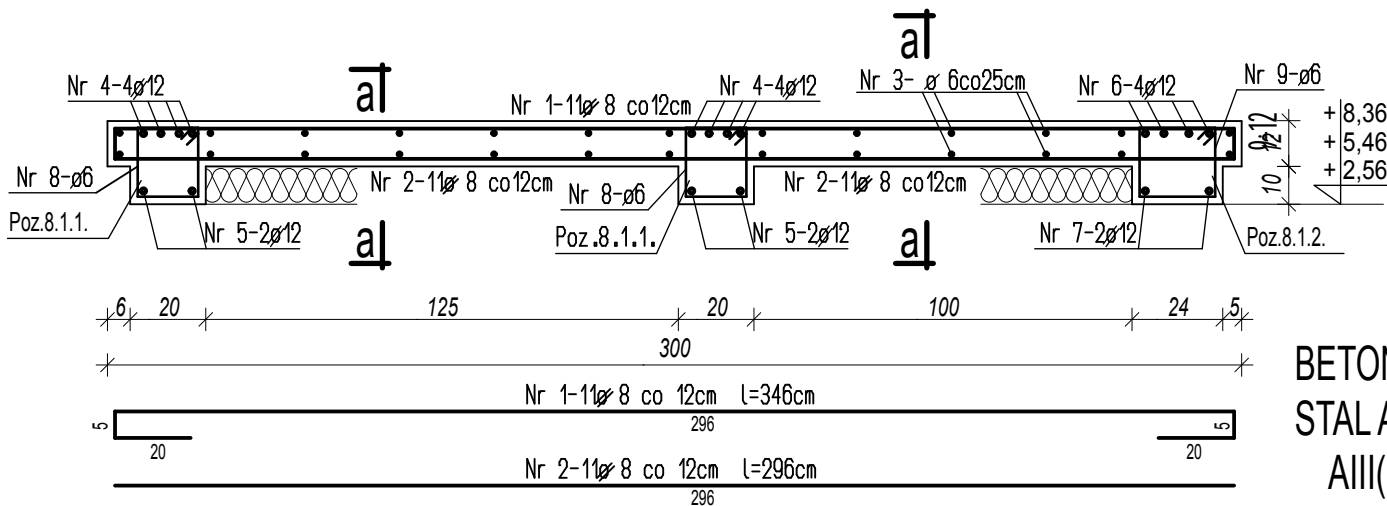 a
a
Nr 4-4ø12
Nr 1-11ø 8 co12cm
Nr 4-4ø12
Nr 3- ø 6co25cm
Nr 6-4ø12
Nr 9-ø6
+8,36
+5,46
+2,56
12
10
Nr 8-ø6
Nr 2-11ø 8 co12cm
Nr 8-ø6
Nr 2-11ø 8 co12cm
Poz.8.1.1.
Nr 5-2ø12
Poz.8.1.1.
Nr 5-2ø12
Nr 7-2ø12
Poz.8.1.2.
a
a
6 20 125 20 100 24 5
300
BETON
Nr 1-11ø 8 co 12cm l=346cm
296
5
5
20
20
STAL A
Nr 2-11ø 8 co 12cm l=296cm
296
AIII(